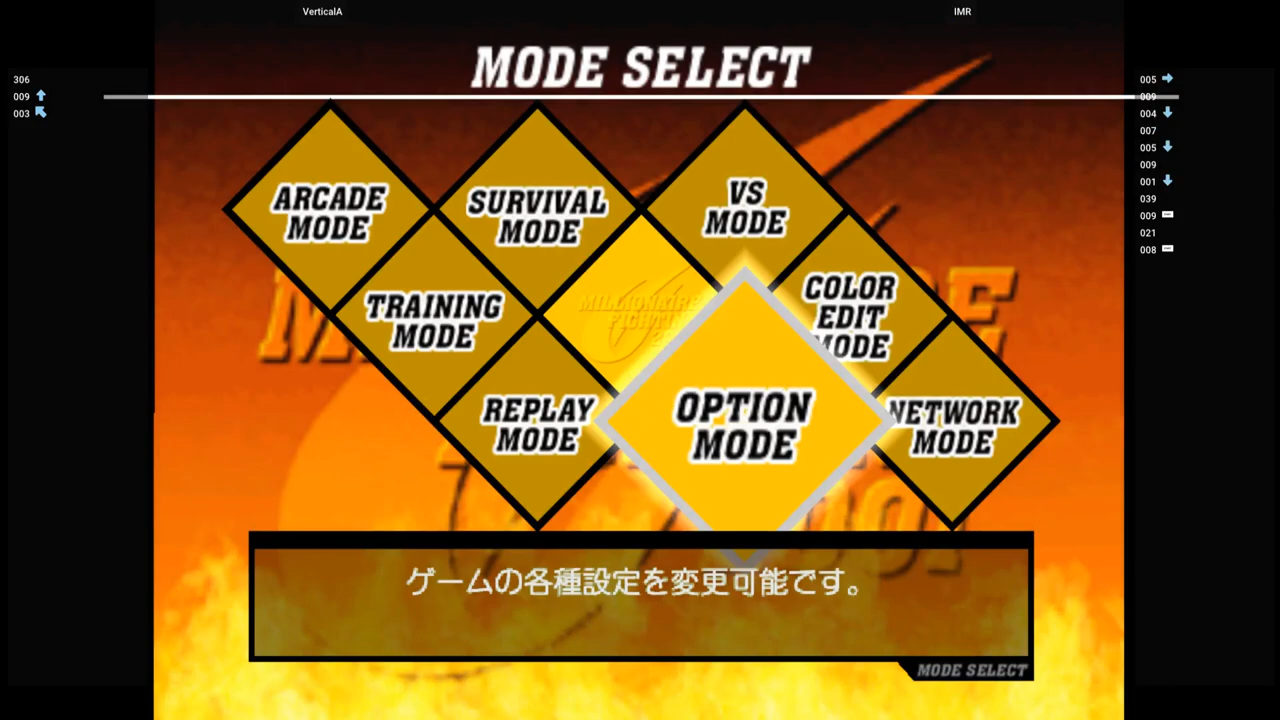 VerticalA
IMR
MODE SELECT
306
009
003
005
009
004
007
005
009
001
039
009
021
008
ARCADE
MODE
SURVIVAL
MODE
VS
MODE
TRAINING
MODE
MILLIONAIRE
FIGHTIN
COLOR
EDIT
MODE
REPLAY
MODE
OPTION
MODE
NETWORK
MODE
ゲームの各種設定を変更可能です。
MODE SELECT